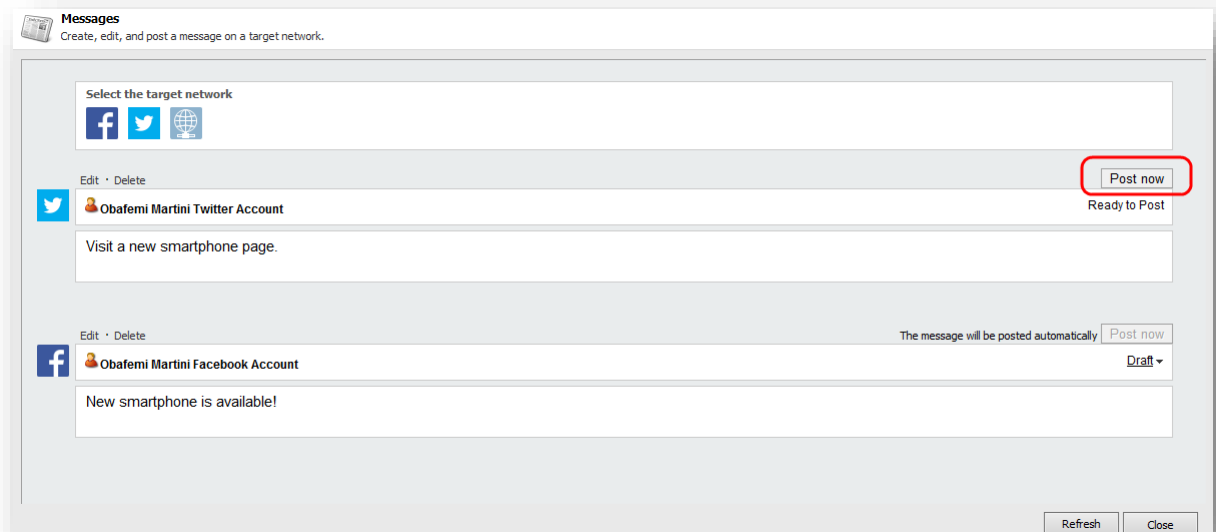 Messages
Create, edit, and post a message on a target network.
Select the target network
Edit · Delete
Post now
Obafemi Martini Twitter Account
Ready to Post
Visit a new smartphone page.
Edit · Delete
The message will be posted automatically
Post now
Obafemi Martini Facebook Account
Draft
New smartphone is available!
Refresh
Close